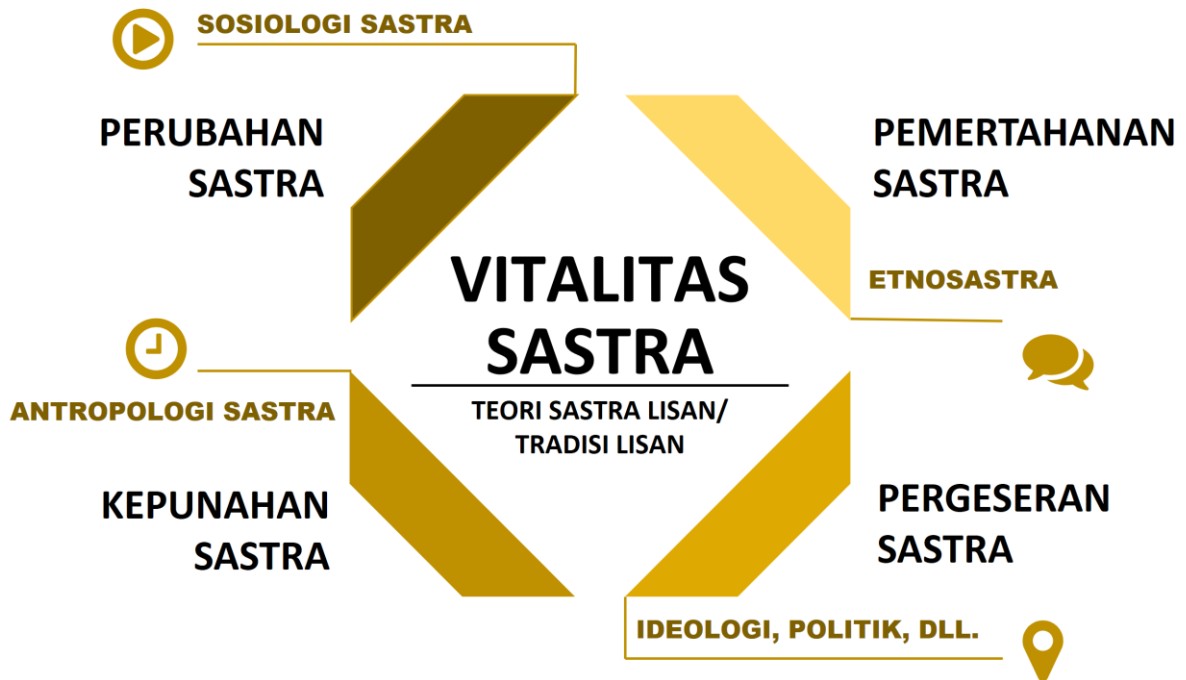 SOSIOLOGI SASTRA
PERUBAHAN
SASTRA
PEMERTAHANAN
SASTRA
ETNOSASTRA
VITALITAS
SASTRA
TEORI SASTRA LISAN/
TRADISI LISAN
ANTROPOLOGI SASTRA
KEPUNAHAN
SASTRA
PERGESERAN
SASTRA
IDEOLOGI, POLITIK, DLL.